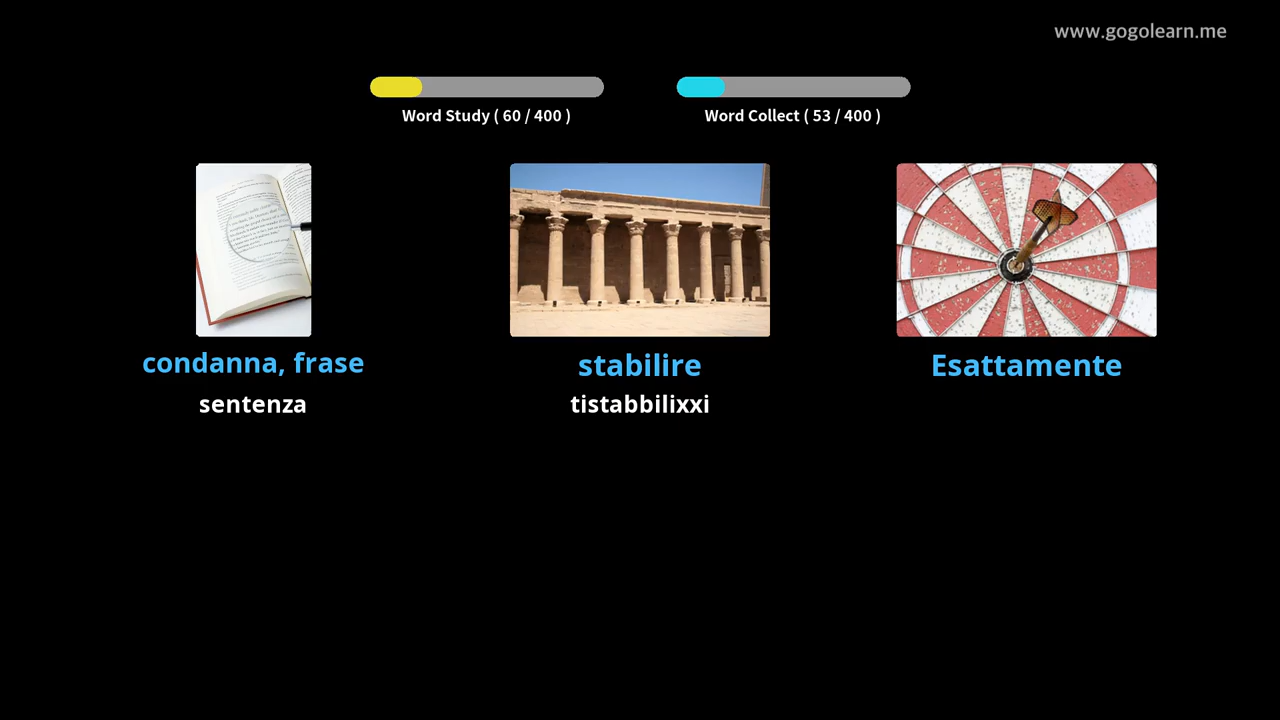 www.gogolearn.me
Word Study ( 60 / 400 )
Word Collect ( 53 / 400 )
condanna, frase
stabilire
Esattamente
sentenza
tistabbilixxi